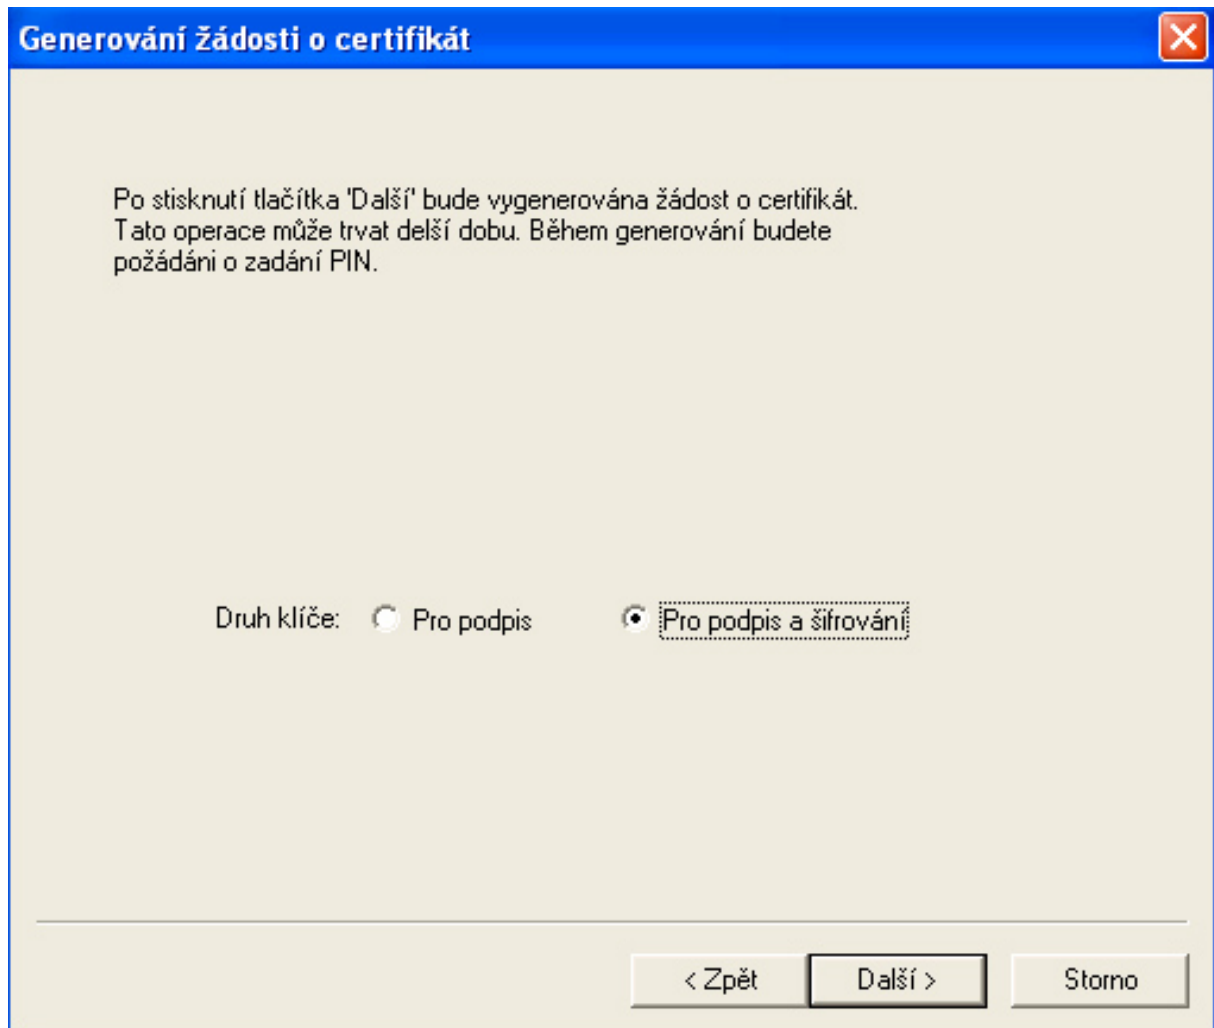 Generování žádosti o certifikát
Po stisknutí tlačítka 'Další' bude vygenerována žádost o certifikát.
Tato operace může trvat delší dobu. Během generování budete
požádáni o zadání PIN.
Druh klíče: Pro podpis Pro podpis a šifrování
< Zpět Další > Storno